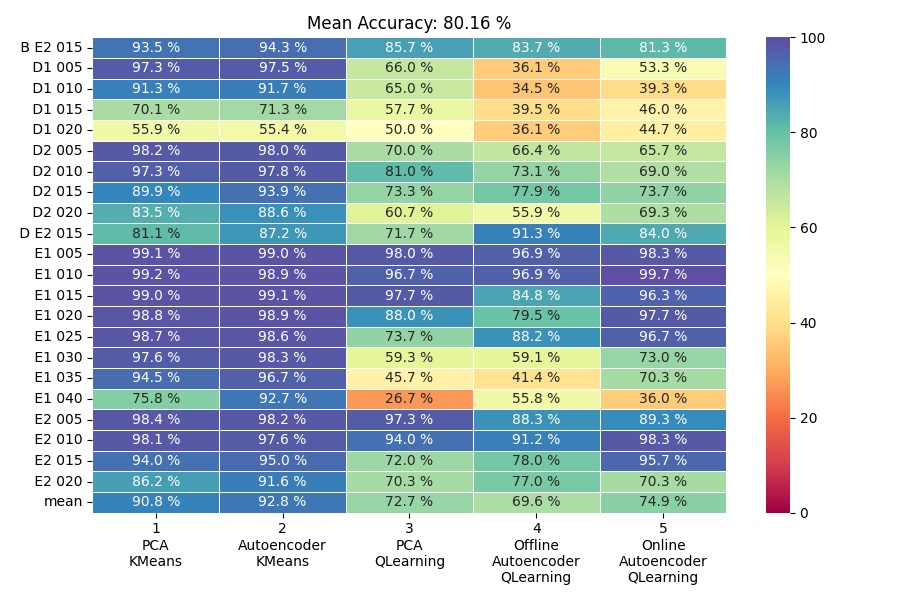 Mean Accuracy: 80.16 %
B E2 015 93.5 % 94.3 % 85.7 % 83.7 % 81.3 % 100
D1 005 97.3 % 97.5 % 66.0 % 36.1 % 53.3 %
D1 010 91.3 % 91.7 % 65.0 % 34.5 % 39.3 %
D1 015 70.1 % 71.3 % 57.7 % 39.5 % 46.0 %
D1 020 55.9 % 55.4 % 50.0 % 36.1 % 44.7 % 80
D2 005 98.2 % 98.0 % 70.0 % 66.4 % 65.7 %
D2 010 97.3 % 97.8 % 81.0 % 73.1 % 69.0 %
D2 015 89.9 % 93.9 % 73.3 % 77.9 % 73.7 %
D2 020 83.5 % 88.6 % 60.7 % 55.9 % 69.3 %
D E2 015 81.1 % 87.2 % 71.7 % 91.3 % 84.0 % 60
E1 005 99.1 % 99.0 % 98.0 % 96.9 % 98.3 %
E1 010 99.2 % 98.9 % 96.7 % 96.9 % 99.7 %
E1 015 99.0 % 99.1 % 97.7 % 84.8 % 96.3 %
E1 020 98.8 % 98.9 % 88.0 % 79.5 % 97.7 % 40
E1 025 98.7 % 98.6 % 73.7 % 88.2 % 96.7 %
E1 030 97.6 % 98.3 % 59.3 % 59.1 % 73.0 %
E1 035 94.5 % 96.7 % 45.7 % 41.4 % 70.3 %
E1 040 75.8 % 92.7 % 26.7 % 55.8 % 36.0 %
E2 005 98.4 % 98.2 % 97.3 % 88.3 % 89.3 % 20
E2 010 98.1 % 97.6 % 94.0 % 91.2 % 98.3 %
E2 015 94.0 % 95.0 % 72.0 % 78.0 % 95.7 %
E2 020 86.2 % 91.6 % 70.3 % 77.0 % 70.3 %
mean 90.8 % 92.8 % 72.7 % 69.6 % 74.9 % 0
1 2 3 4 5
PCA Autoencoder PCA Offline Online
KMeans KMeans QLearning Autoencoder Autoencoder
QLearning QLearning